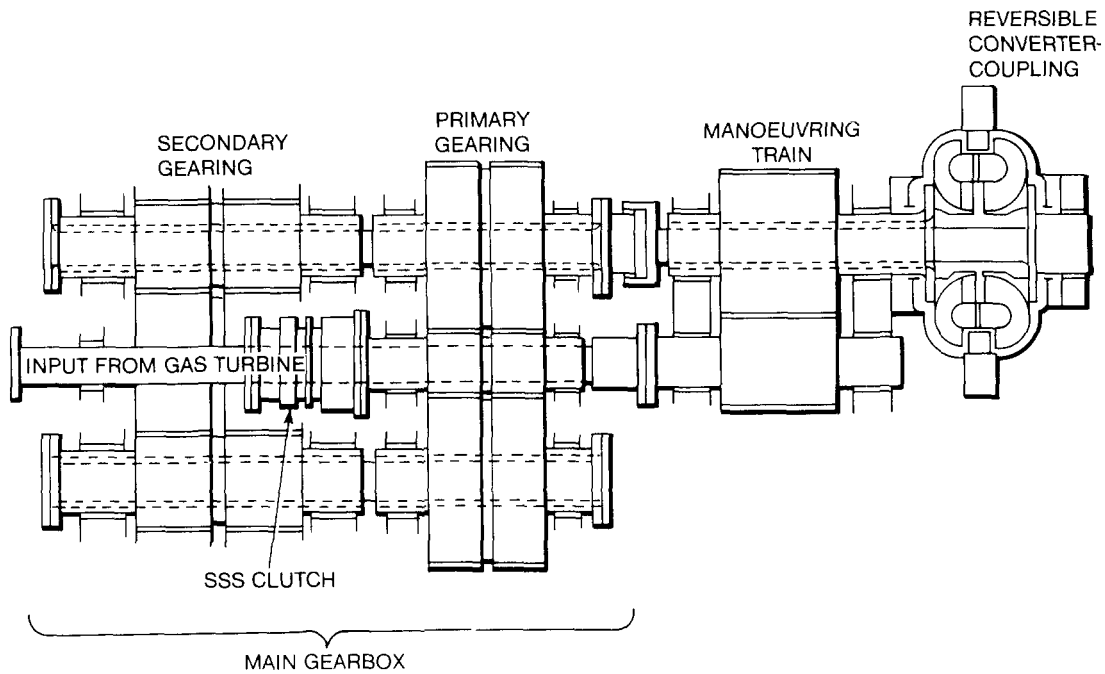 REVERSIBLE
CONVERTER-
COUPLING
PRIMARY
GEARING
MANOEUVRING
TRAIN
SECONDARY
GEARING
INPUT FROM GAS TURBINE
SSS CLUTCH
MAIN GEARBOX